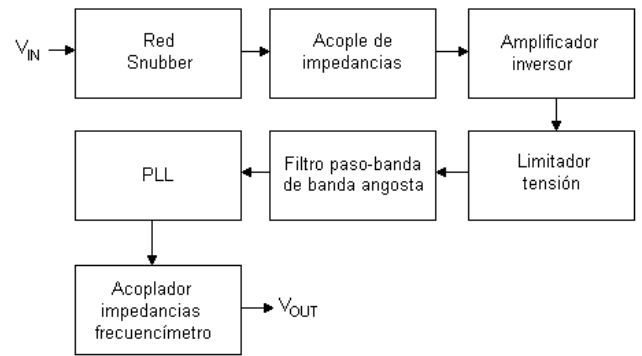 V_IN
Red
Snubber
Acople de
impedancias
Amplificador
inversor
PLL
Filtro paso-banda
de banda angosta
Limitador
tensión
Acoplador
impedancias
frecuencímetro
V_OUT